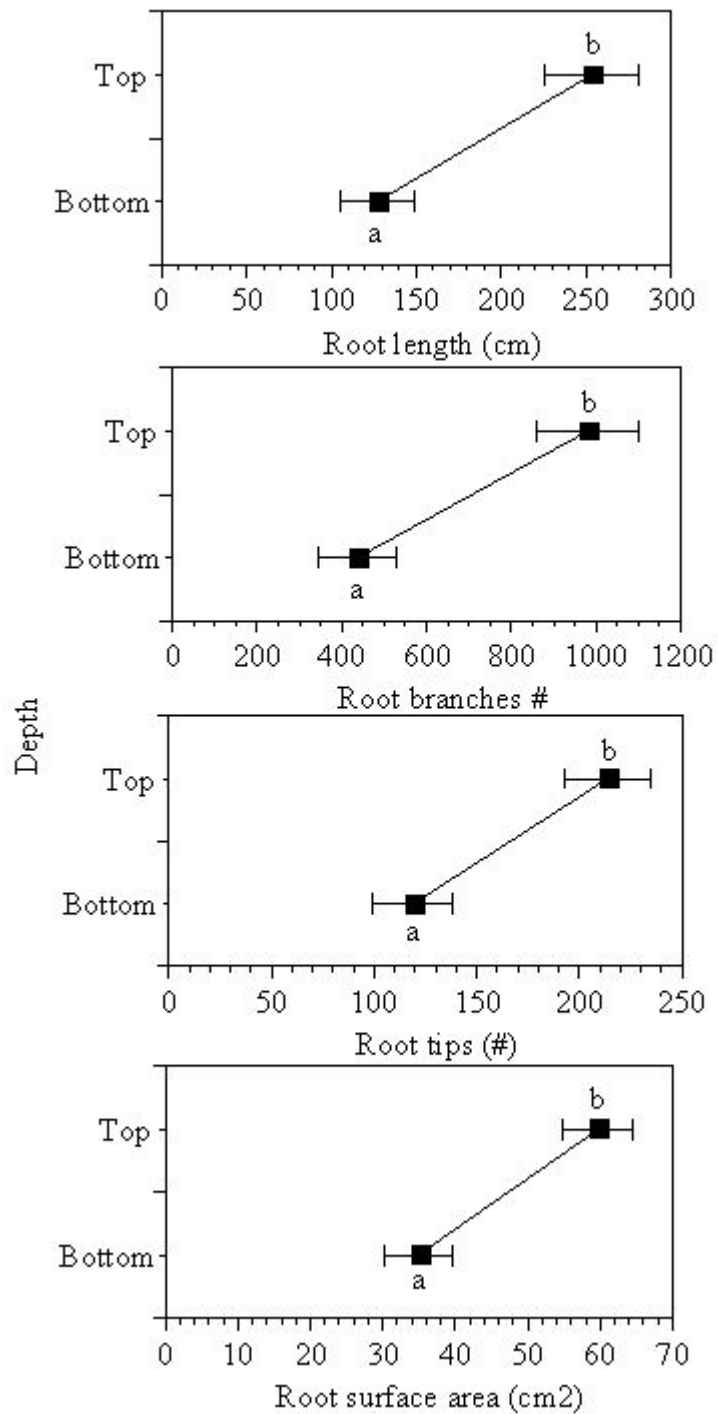 b
Top
Bottom
a
0 50 100 150 200 250 300
Root length (cm)
b
Top
Bottom
a
0 200 400 600 800 1000 1200
Root branches #
Depth
b
Top
Bottom
a
0 50 100 150 200 250
Root tips (#)
b
Top
Bottom
a
0 10 20 30 40 50 60 70
Root surface area (cm2)